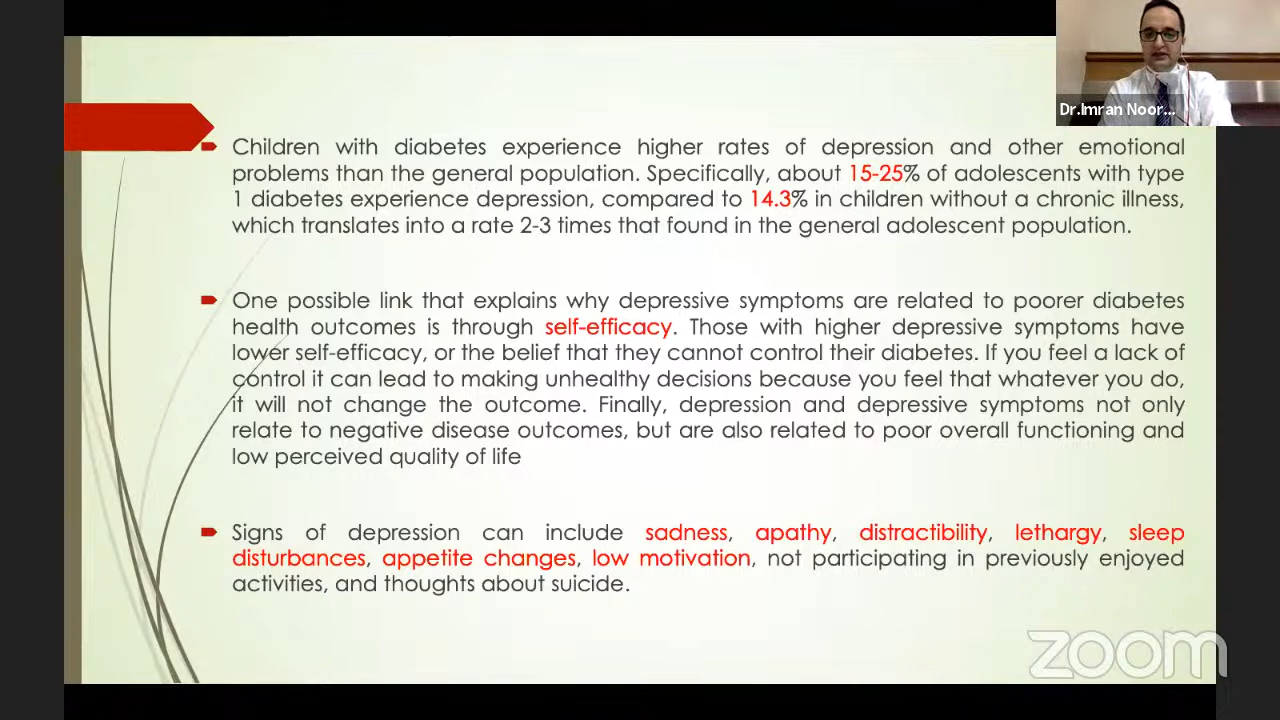 Dr.Imran Noor...
Children with diabetes experience higher rates of depression and other emotional
problems than the general population. Specifically, about 15-25% of adolescents with type
1 diabetes experience depression, compared to 14.3% in children without a chronic illness,
which translates into a rate 2-3 times that found in the general adolescent population.
One possible link that explains why depressive symptoms are related to poorer diabetes
health outcomes is through self-efficacy. Those with higher depressive symptoms have
lower self-efficacy, or the belief that they cannot control their diabetes. If you feel a lack of
control it can lead to making unhealthy decisions because you feel that whatever you do,
it will not change the outcome. Finally, depression and depressive symptoms not only
relate to negative disease outcomes, but are also related to poor overall functioning and
low perceived quality of life
Signs of depression can include sadness, apathy, distractibility, lethargy, sleep
disturbances, appetite changes, low motivation, not participating in previously enjoyed
activities, and thoughts about suicide.
zoom